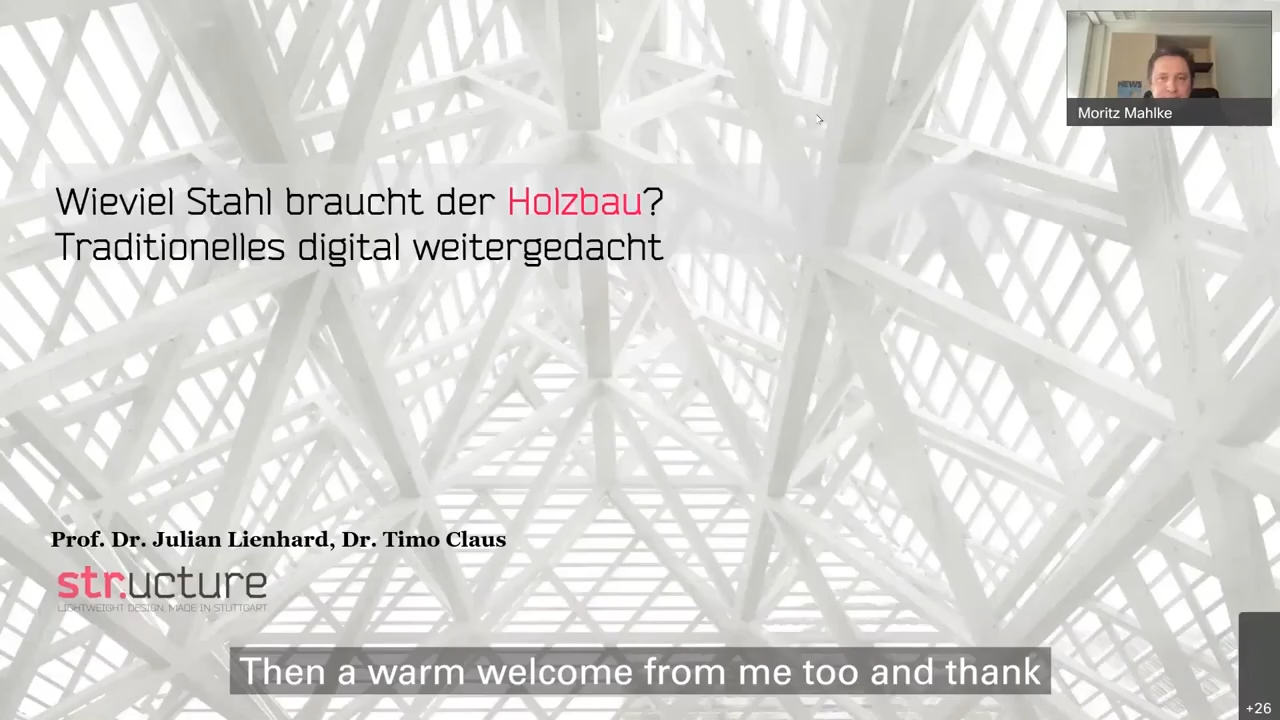 NEWS
Moritz Mahlke
Wieviel Stahl braucht der Holzbau?
Traditionelles digital weitergedacht
Prof. Dr. Julian Lienhard, Dr. Timo Claus
str.ucture
LIGHTWEIGHT DESIGN. MADE IN STUTTGART
Then a warm welcome from me too and thank
+26